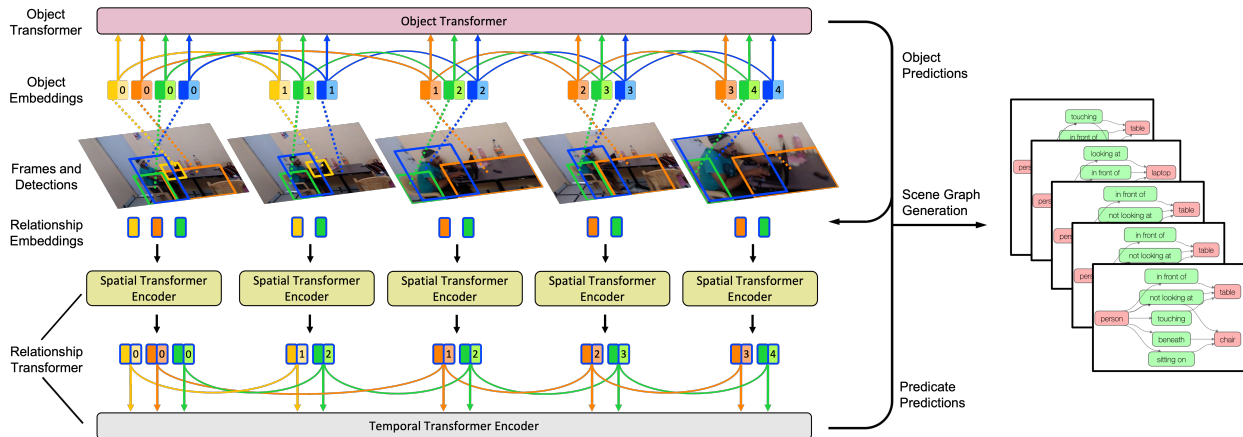 Object
Transformer
Object Transformer
Object
Embeddings
0 0 0 0
1 1 1
1 2 2
2 3 3
3 4 4
Object
Predictions
Frames and
Detections
Relationship
Embeddings
Spatial Transformer
Encoder
Spatial Transformer
Encoder
Spatial Transformer
Encoder
Spatial Transformer
Encoder
Spatial Transformer
Encoder
Relationship
Transformer
0 0 0
1 2
1 2
2 3
3 4
Temporal Transformer Encoder
Predicate
Predictions
Scene Graph
Generation
touching
in front of
table
looking at
in front of
laptop
in front of
not looking at
table
in front of
not looking at
table
in front of
not looking at
table
person
touching
beneath
chair
sitting on